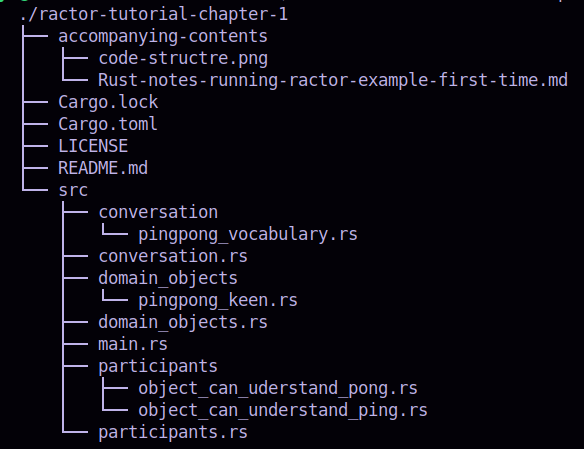 ./ractor-tutorial-chapter-1
├── accompanying-contents
│   ├── code-structre.png
│   └── Rust-notes-running-ractor-example-first-time.md
├── Cargo.lock
├── Cargo.toml
├── LICENSE
├── README.md
└── src
    ├── conversation
    │   └── pingpong_vocabulary.rs
    ├── conversation.rs
    ├── domain_objects
    │   └── pingpong_keen.rs
    ├── domain_objects.rs
    ├── main.rs
    ├── participants
    │   ├── object_can_uderstand_pong.rs
    │   └── object_can_understand_ping.rs
    └── participants.rs